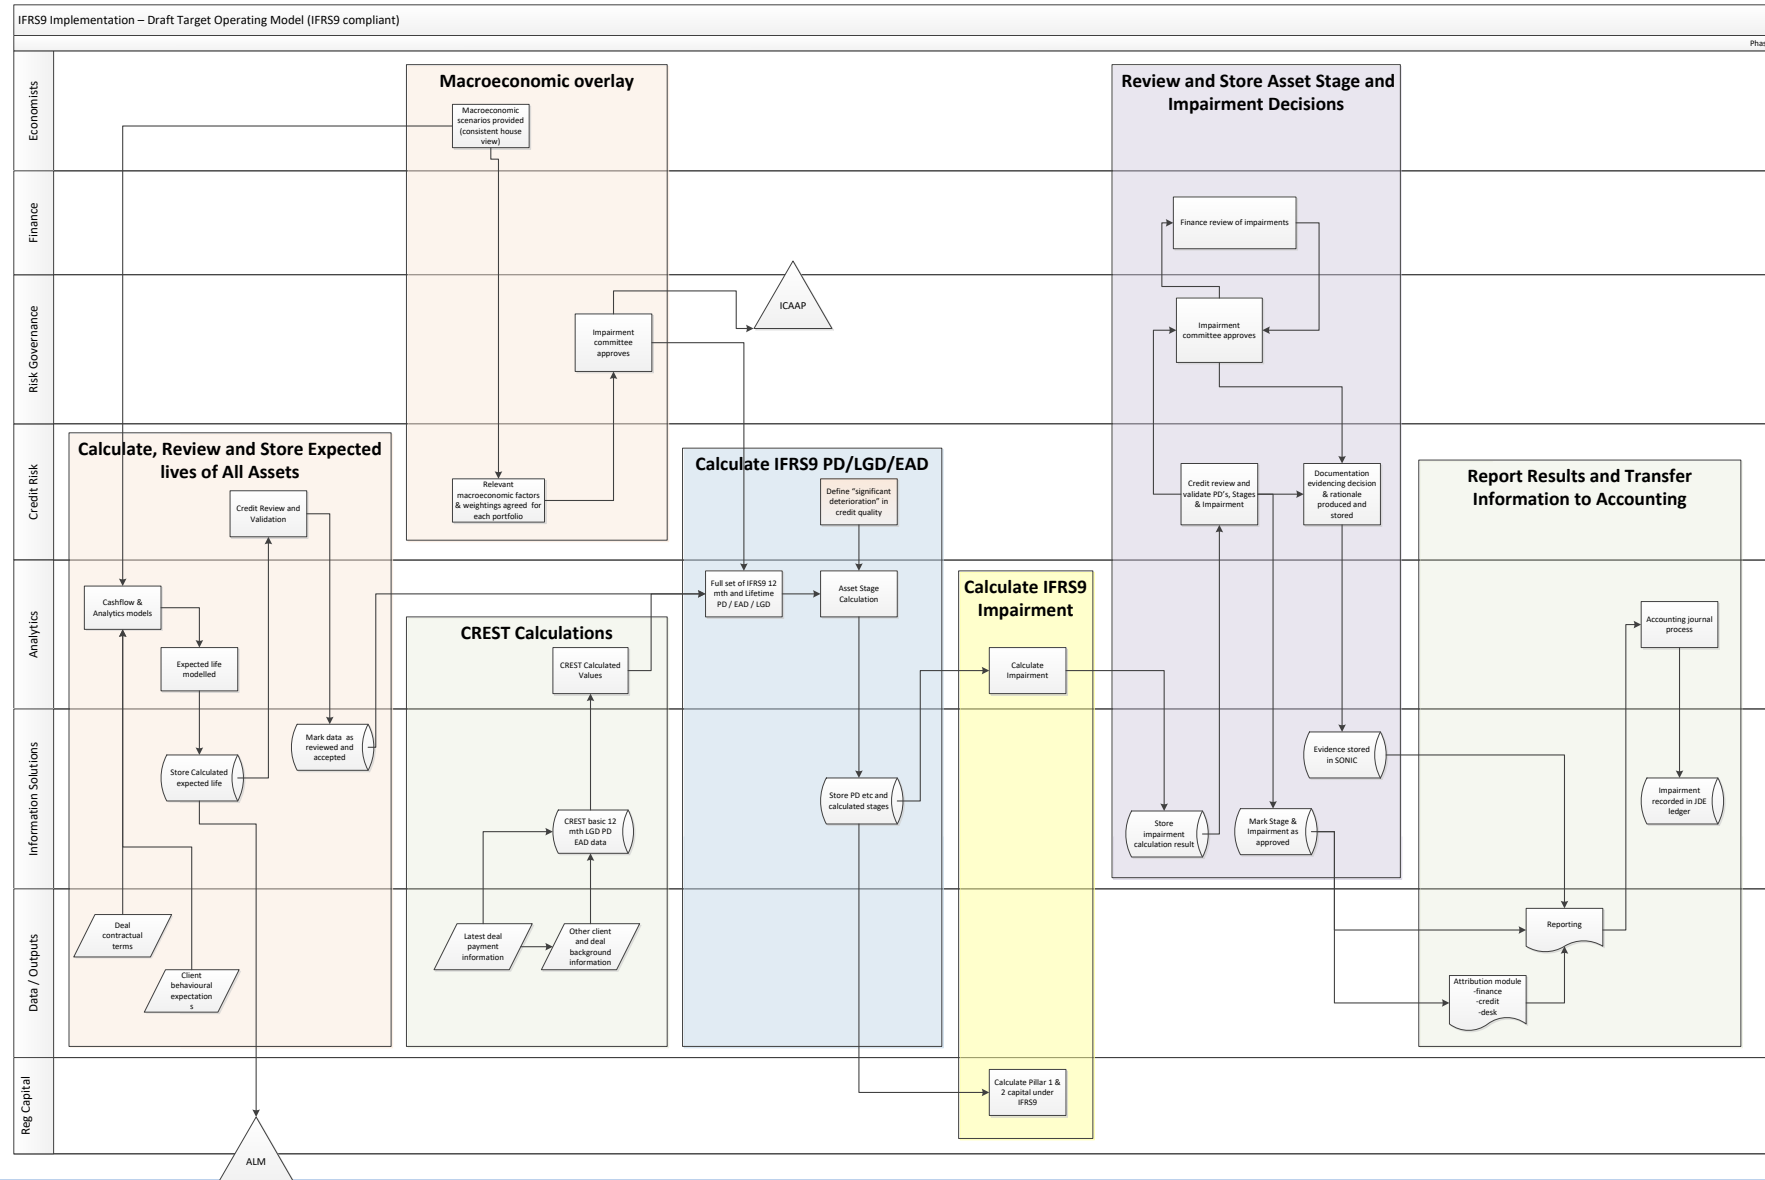 IFRS9 Implementation – Draft Target Operating Model (IFRS9 compliant)
Phas
Economists
Finance
Risk Governance
Credit Risk
Analytics
Information Solutions
Data / Outputs
Reg Capital
Calculate, Review and Store Expected
lives of All Assets
Credit Review and
Validation
Cashflow &
Analytics models
Expected life
modelled
Mark data as
reviewed and
accepted
Store Calculated
expected life
Deal
contractual
terms
Client
behavioural
expectation
s
ALM
Macroeconomic overlay
Macroeconomic
scenarios provided
(consistent house
view)
Impairment
committee
approves
Relevant
macroeconomic factors
& weightings agreed for
each portfolio
ICAAP
CREST Calculations
CREST Calculated
Values
CREST basic 12
mth LGD PD
EAD data
Latest deal
payment
information
Other client
and deal
background
information
Calculate IFRS9 PD/LGD/EAD
Define “significant
deterioration” in
credit quality
Full set of IFRS9 12
mth and Lifetime
PD / EAD / LGD
Asset Stage
Calculation
Store PD etc and
calculated stages
Calculate IFRS9
Impairment
Calculate
Impairment
Calculate Pillar 1 &
2 capital under
IFRS9
Review and Store Asset Stage and
Impairment Decisions
Finance review of impairments
Impairment
committee approves
Credit review and
validate PD’s, Stages
& Impairment
Documentation
evidencing decision
& rationale
produced and
stored
Evidence stored
in SONIC
Store
impairment
calculation result
Mark Stage &
Impairment as
approved
Report Results and Transfer
Information to Accounting
Accounting journal
process
Impairment
recorded in JDE
ledger
Reporting
Attribution module
-finance
-credit
-desk